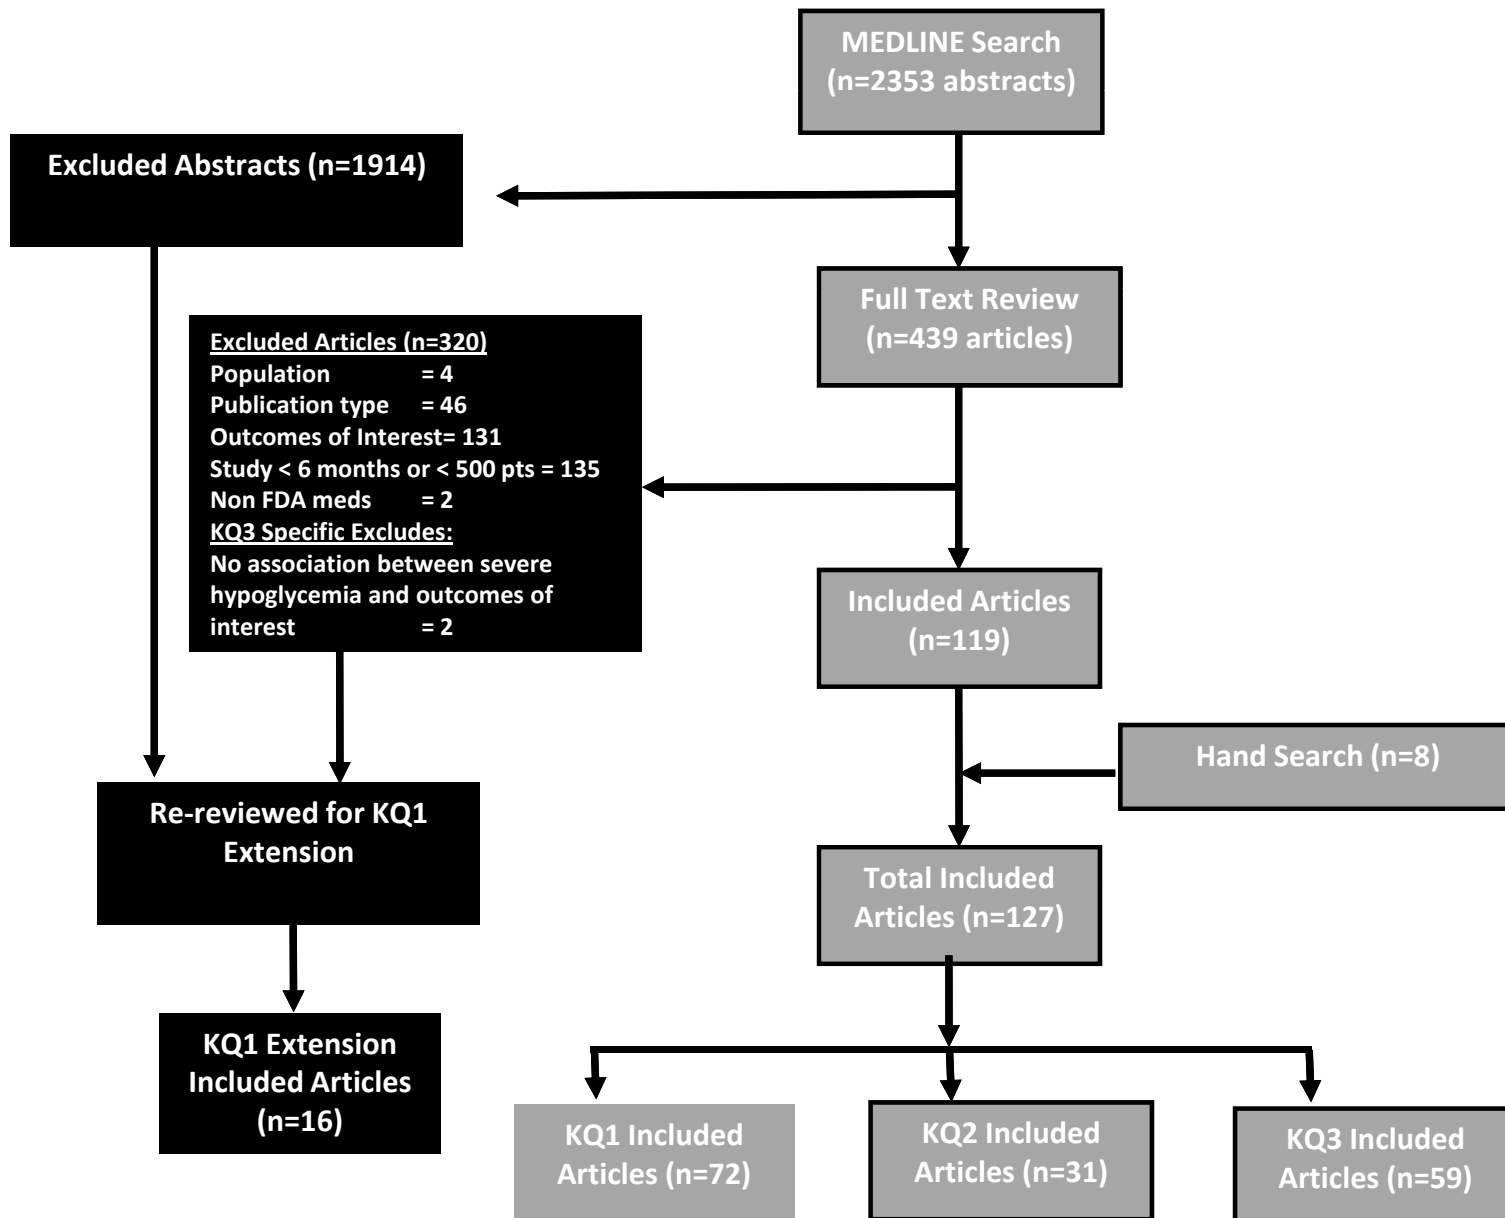 MEDLINE Search
(n=2353 abstracts)
Excluded Abstracts (n=1914)
Full Text Review
(n=439 articles)
Excluded Articles (n=320)
Population = 4
Publication type = 46
Outcomes of Interest= 131
Study < 6 months or < 500 pts = 135
Non FDA meds = 2
KQ3 Specific Excludes:
No association between severe
hypoglycemia and outcomes of
interest = 2
Included Articles
(n=119)
Hand Search (n=8)
Re-reviewed for KQ1
Extension
Total Included
Articles (n=127)
KQ1 Extension
Included Articles
(n=16)
KQ1 Included
Articles (n=72)
KQ2 Included
Articles (n=31)
KQ3 Included
Articles (n=59)